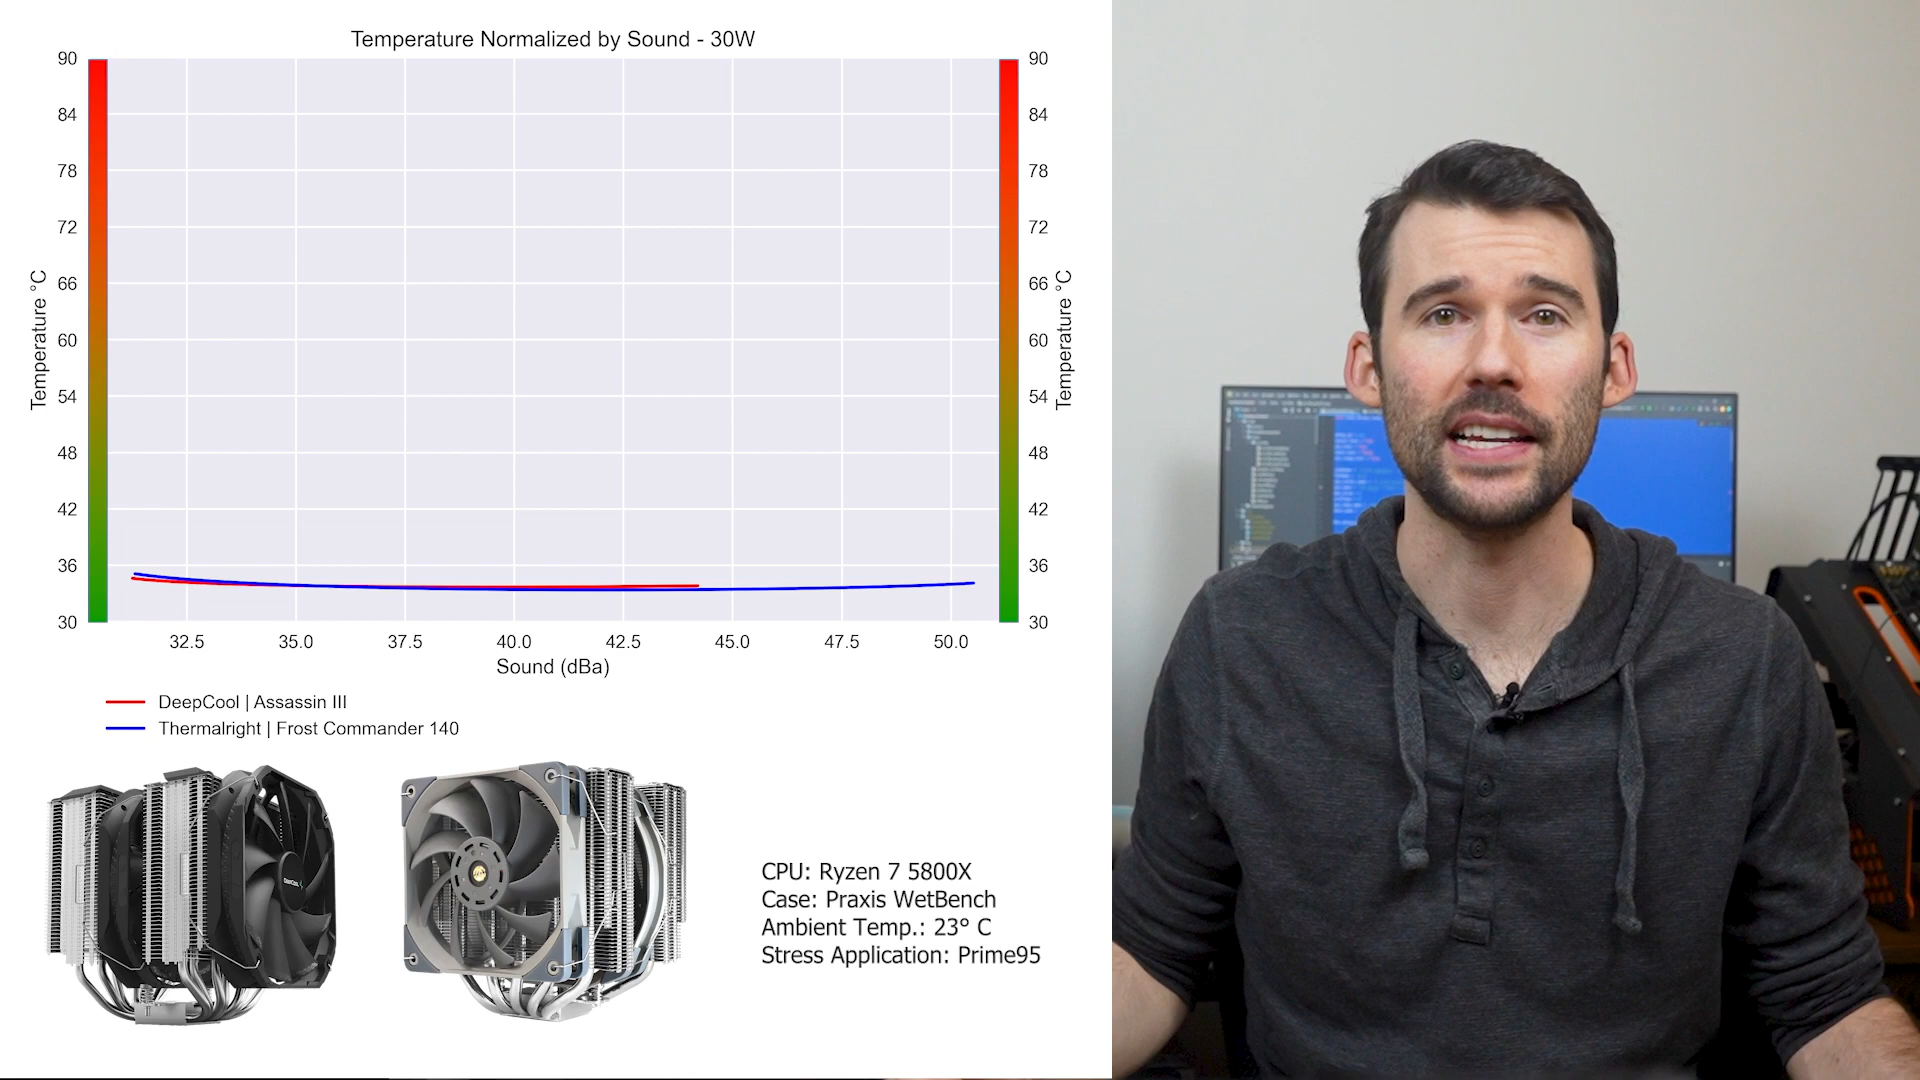 Temperature Normalized by Sound - 30W
90
84
78
72
66
60
54
48
42
36
30
Temperature °C
90
84
78
72
66
60
54
48
42
36
30
Temperature °C
32.5 35.0 37.5 40.0 42.5 45.0 47.5 50.0
Sound (dBa)
DeepCool | Assassin III
Thermalright | Frost Commander 140
DeepCool
CPU: Ryzen 7 5800X
Case: Praxis WetBench
Ambient Temp.: 23° C
Stress Application: Prime95